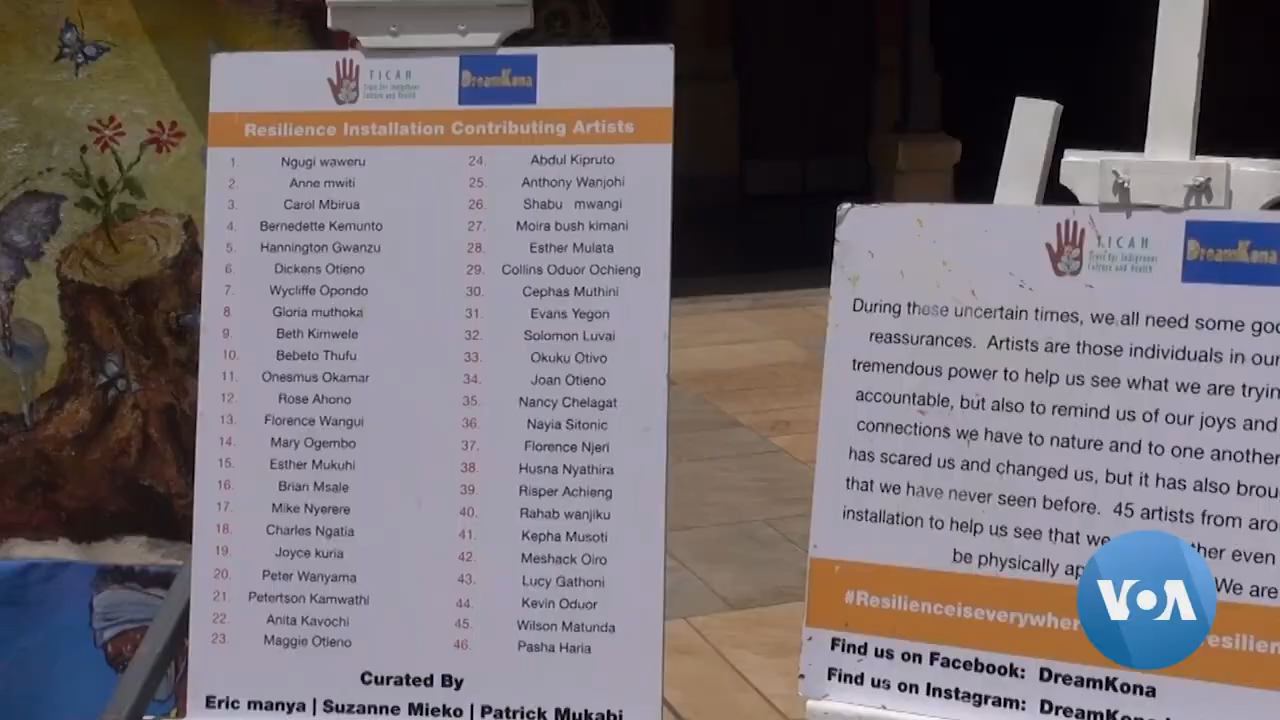 TICAH
Trust for Indigenous
Culture and Health
DreamKona
Resilience Installation Contributing Artists
1. Ngugi waweru
2. Anne mwiti
3. Carol Mbirua
4. Bernedette Kemunto
5. Hannington Gwanzu
6. Dickens Otieno
7. Wycliffe Opondo
8. Gloria muthoka
9. Beth Kimwele
10. Bebeto Thufu
11. Onesmus Okamar
12. Rose Ahono
13. Florence Wangui
14. Mary Ogembo
15. Esther Mukuhi
16. Brian Msale
17. Mike Nyerere
18. Charles Ngatia
19. Joyce kuria
20. Peter Wanyama
21. Petertson Kamwathi
22. Anita Kavochi
23. Maggie Otieno
24. Abdul Kipruto
25. Anthony Wanjohi
26. Shabu mwangi
27. Moira bush kimani
28. Esther Mulata
29. Collins Oduor Ochieng
30. Cephas Muthini
31. Evans Yegon
32. Solomon Luvai
33. Okuku Otivo
34. Joan Otieno
35. Nancy Chelagat
36. Nayia Sitonic
37. Florence Njeri
38. Husna Nyathira
39. Risper Achieng
40. Rahab wanjiku
41. Kepha Musoti
42. Meshack Oiro
43. Lucy Gathoni
44. Kevin Oduor
45. Wilson Matunda
46. Pasha Haria
Curated By
Eric manya | Suzanne Mieko | Patrick Mukabi
TICAH
Trust for Indigenous
Culture and Health
DreamKona
During these uncertain times, we all need some
reassurances. Artists are those individuals in our
tremendous power to help us see what we are
accountable, but also to remind us of our joys and
connections we have to nature and to one another
has scared us and changed us, but it has also
that we have never seen before. 45 artists from
installation to help us see that we even
be physically We are
#Resilienceiseverywher
Find us on Facebook: DreamKona
Find us on Instagram: DreamKona
VOA